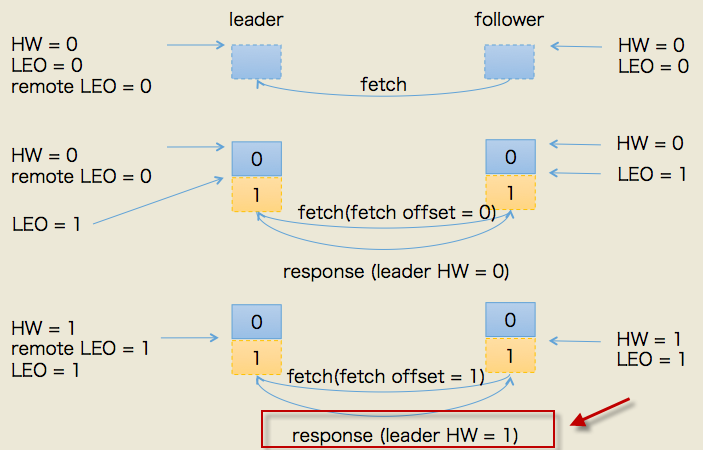 leader
follower
HW = 0
LEO = 0
remote LEO = 0
HW = 0
LEO = 0
fetch
HW = 0
remote LEO = 0
LEO = 1
0
1
0
1
HW = 0
LEO = 1
fetch(fetch offset = 0)
response (leader HW = 0)
HW = 1
remote LEO = 1
LEO = 1
0
1
0
1
HW = 1
LEO = 1
fetch(fetch offset = 1)
response (leader HW = 1)